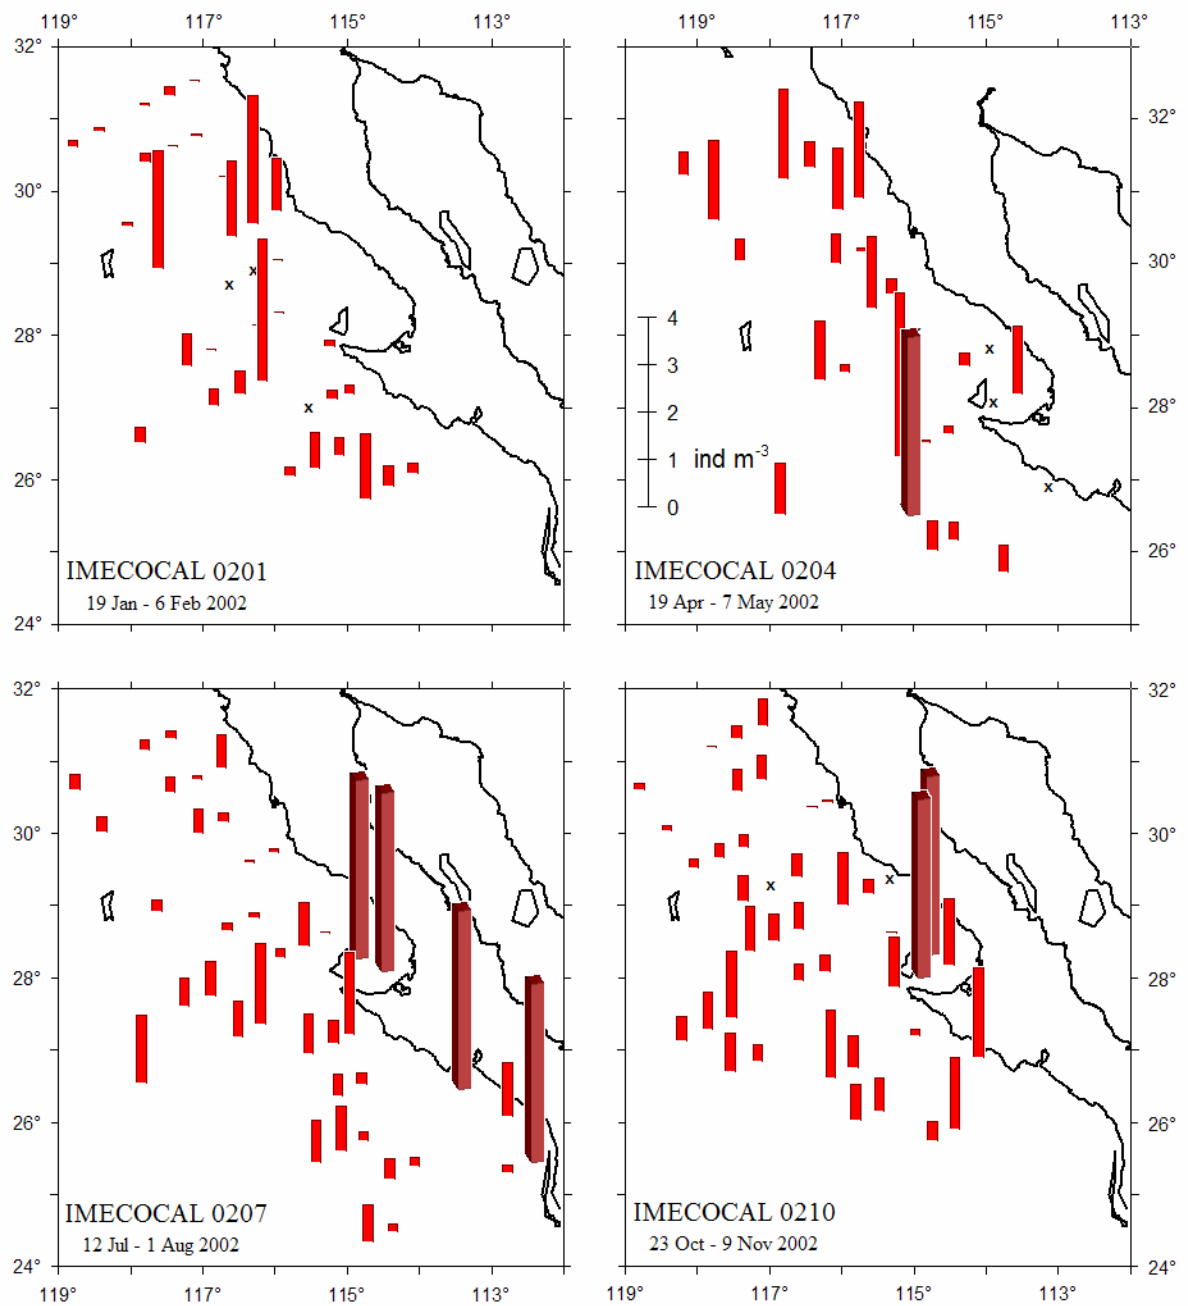 119° 117° 115° 113° 119° 117° 115° 113°
32°
30°
28°
26°
24°
x
x
x
IMECOCAL 0201
19 Jan - 6 Feb 2002
32°
30°
28°
26°
4
3
2
1 ind m-3
0
x
x
x
IMECOCAL 0204
19 Apr - 7 May 2002
32°
30°
28°
26°
24°
IMECOCAL 0207
12 Jul - 1 Aug 2002
32°
30°
28°
26°
24°
x
x
IMECOCAL 0210
23 Oct - 9 Nov 2002
119° 117° 115° 113° 119° 117° 115° 113°